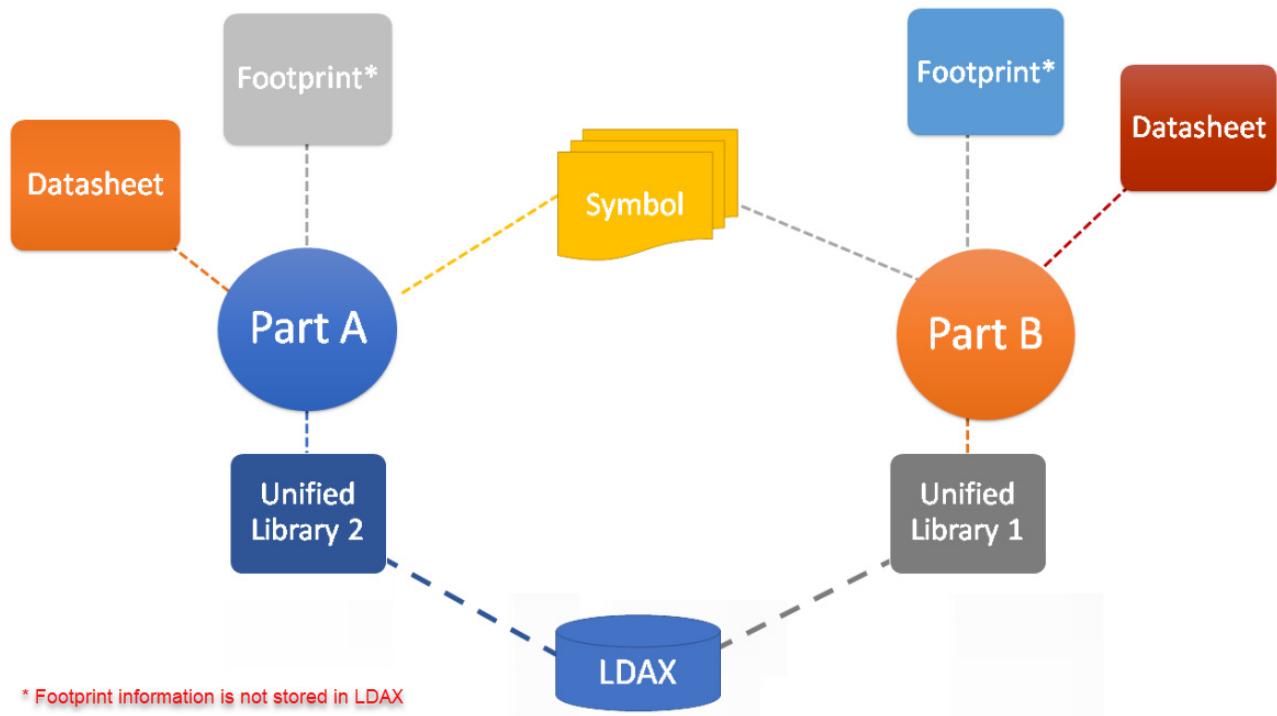 Footprint*
Footprint*
Datasheet
Datasheet
Symbol
Part A
Part B
Unified
Library 2
Unified
Library 1
LDAX
* Footprint information is not stored in LDAX